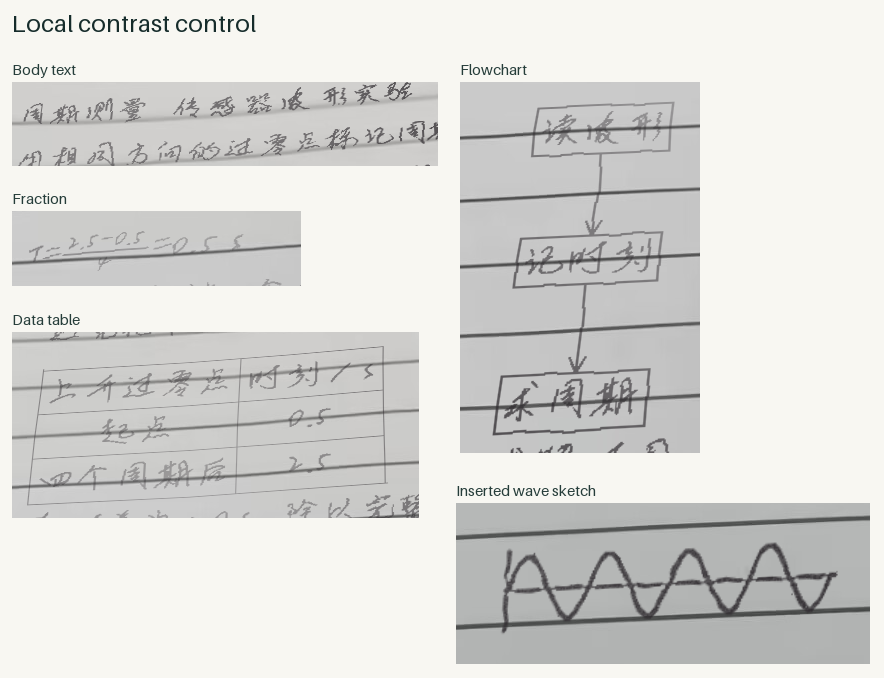 Local contrast control
Body text
周期测量 传感器波形实验
用相同方向的过零点标记周
Fraction
T=(2.5-0.5)/4=0.5 s
Data table
上升过零点 时刻/s
起点 0.5
四个周期后 2.5
除以完整
Flowchart
读波形
记时刻
求周期
Inserted wave sketch